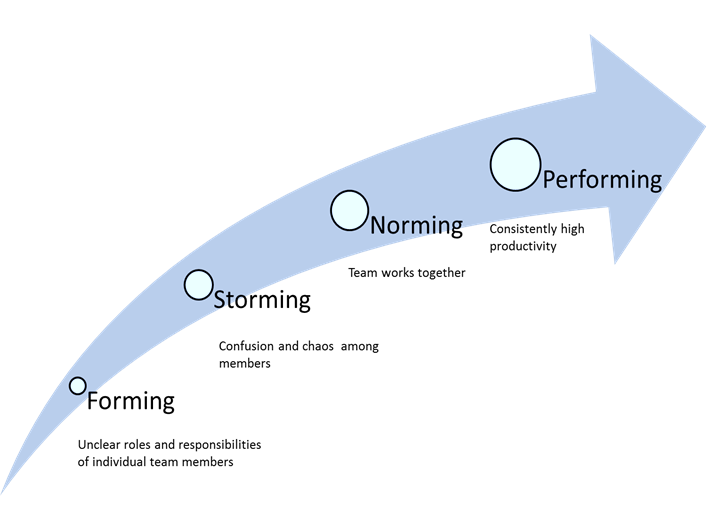 Performing
Consistently high
productivity
Norming
Team works together
Storming
Confusion and chaos  among
members
Forming
Unclear roles and responsibilities
of individual team members